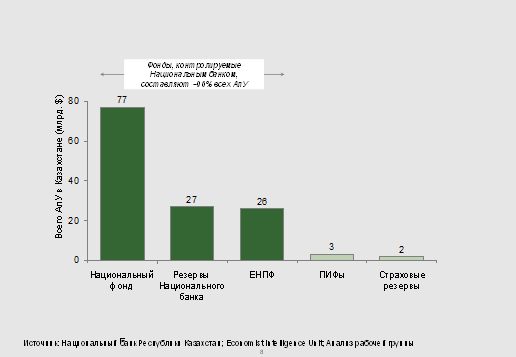 Фонды, контролируемые
Национальным банком,
составляют ~90% всех АпУ
Всего АпУ в Казахстане (млрд. $)
80
60
40
20
0
77
27
26
3
2
Национальный фонд
Резервы Национального банка
ЕНПФ
ПИФы
Страховые резервы
Источник: Национальный Банк Республики Казахстан; Economist Intelligence Unit; Анализ рабочей группы
8